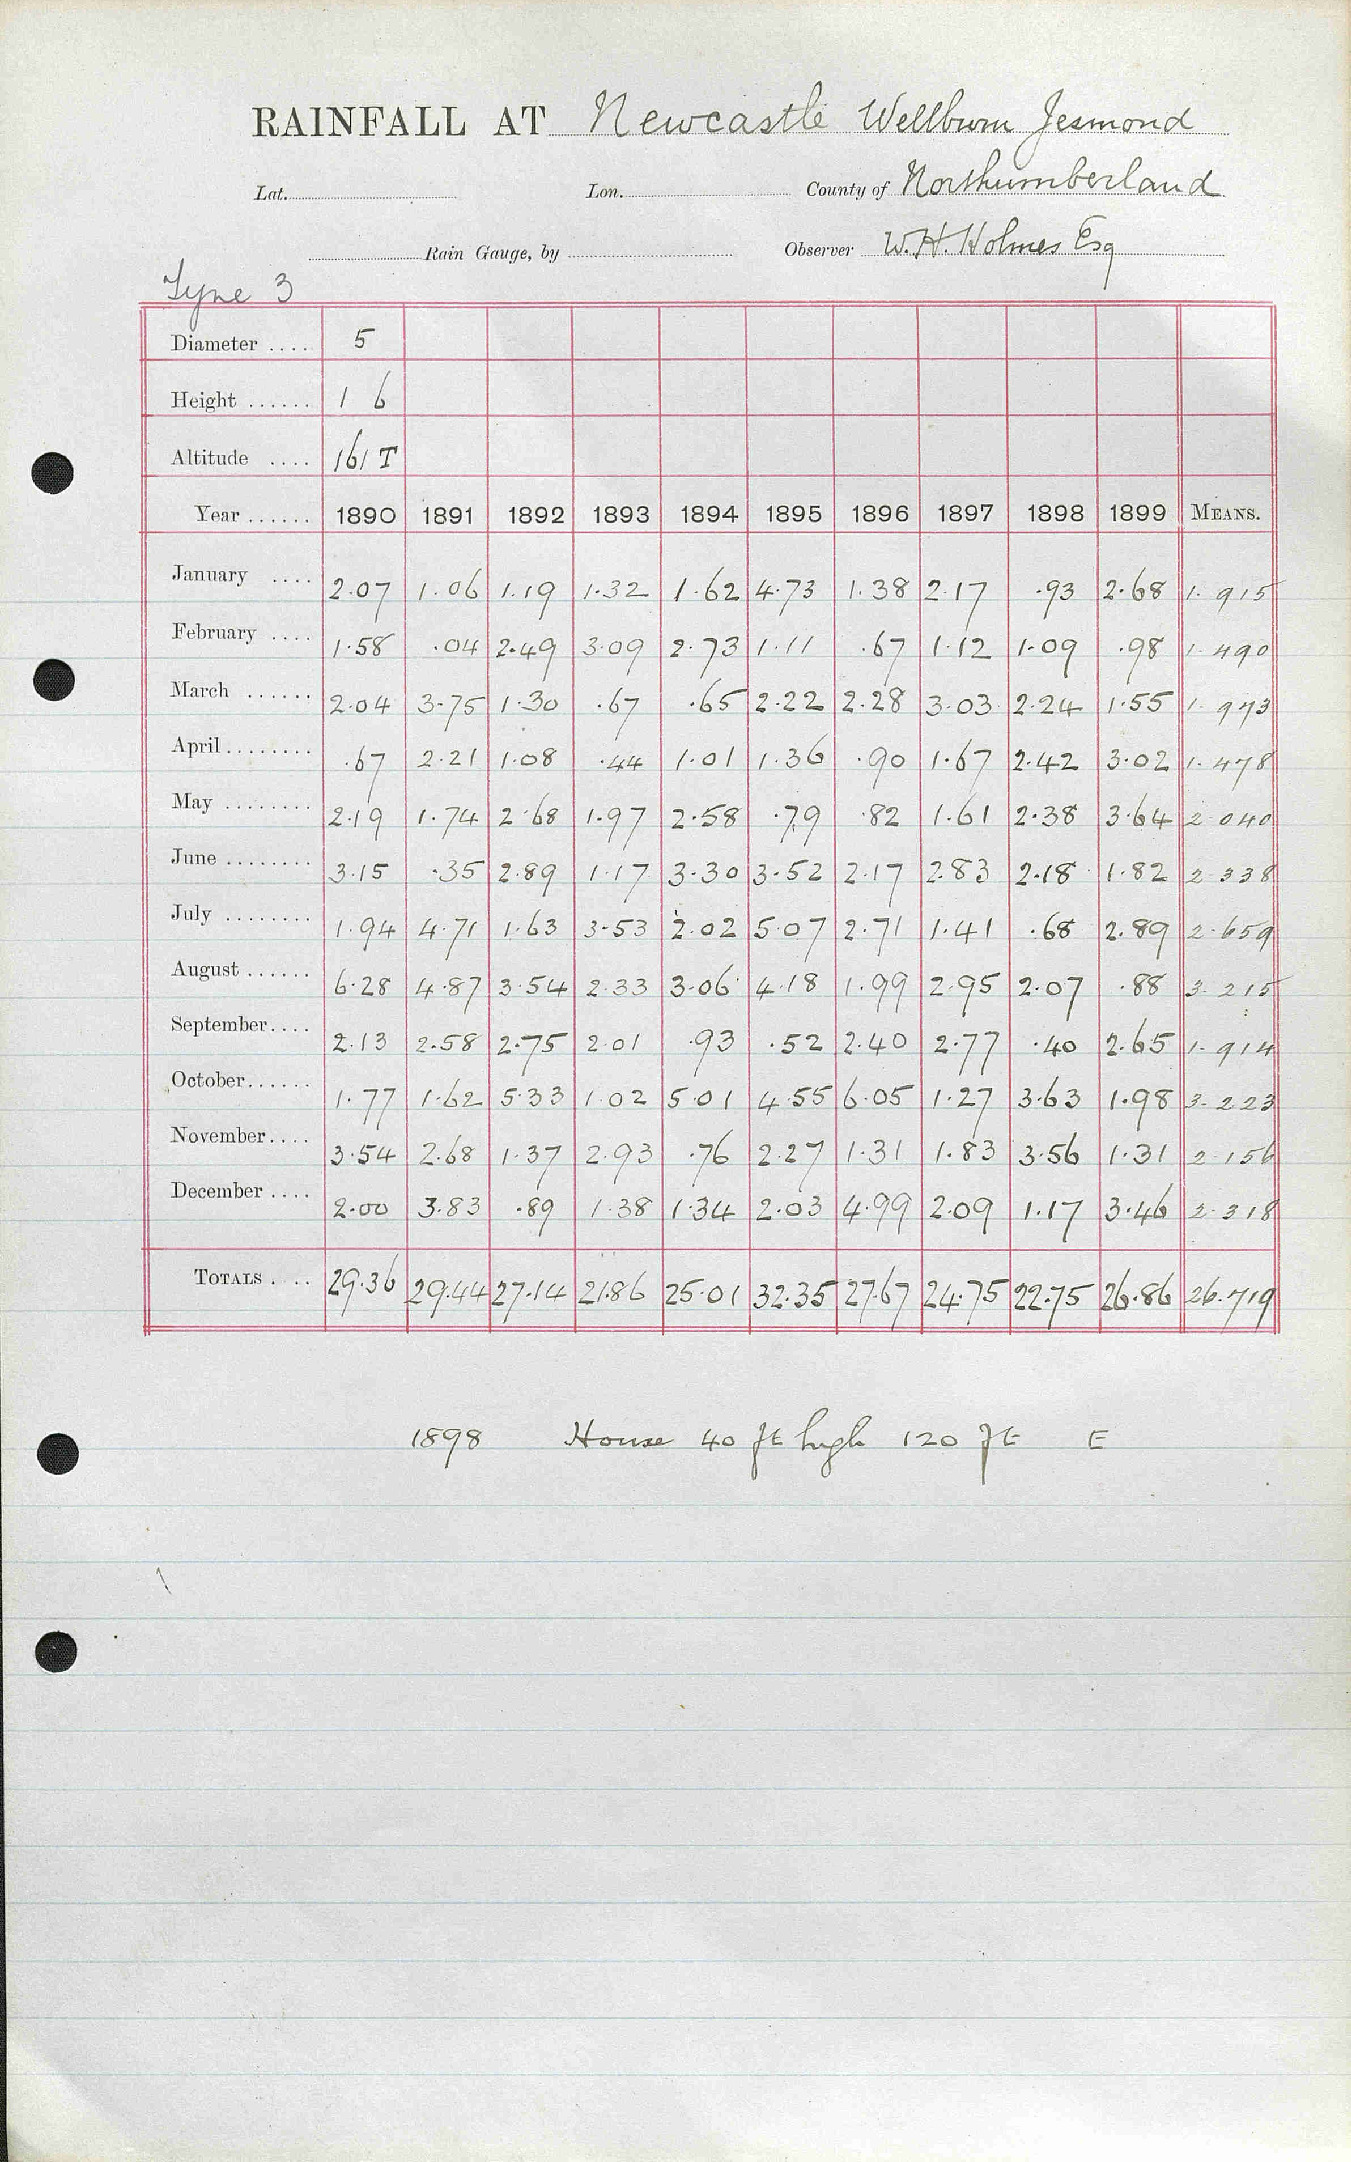 RAINFALL AT Newcastle Wellburn Jesmond
Lat. Lon. County of Northumberland
Rain Gauge, by Observer W. H. Holmes Esq
Tyne 3
Diameter .... 5
Height ...... 1 6
Altitude .... 161 T
Year ...... 1890 1891 1892 1893 1894 1895 1896 1897 1898 1899 MEANS.
January .... 2.07 1.06 1.19 1.32 1.62 4.73 1.38 2.17 .93 2.68 1.915
February .... 1.58 .04 2.49 3.09 2.73 1.11 .67 1.12 1.09 .98 1.490
March ...... 2.04 3.75 1.30 .67 .65 2.22 2.28 3.03 2.24 1.55 1.973
April ........ .67 2.21 1.08 .44 1.01 1.36 .90 1.67 2.42 3.02 1.478
May ........ 2.19 1.74 2.68 1.97 2.58 .79 .82 1.61 2.38 3.64 2.040
June ........ 3.15 .35 2.89 1.17 3.30 3.52 2.17 2.83 2.18 1.82 2.338
July ........ 1.94 4.71 1.63 3.53 2.02 5.07 2.71 1.41 .68 2.89 2.659
August ...... 6.28 4.87 3.54 2.33 3.06 4.18 1.99 2.95 2.07 .88 3.215
September .... 2.13 2.58 2.75 2.01 .93 .52 2.40 2.77 .40 2.65 1.914
October ...... 1.77 1.62 5.33 1.02 5.01 4.55 6.05 1.27 3.63 1.98 3.223
November .... 3.54 2.68 1.37 2.93 .76 2.27 1.31 1.83 3.56 1.31 2.156
December .... 2.00 3.83 .89 1.38 1.34 2.03 4.99 2.09 1.17 3.46 2.318
TOTALS .... 29.36 29.44 27.14 21.86 25.01 32.35 27.67 24.75 22.75 26.86 26.719
1898 House 40 ft high 120 ft E